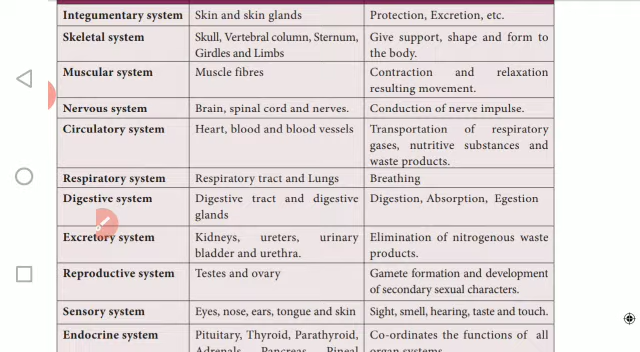 Integumentary system Skin and skin glands Protection, Excretion, etc.
Skeletal system Skull, Vertebral column, Sternum, Girdles and Limbs Give support, shape and form to the body.
Muscular system Muscle fibres Contraction and relaxation resulting movement.
Nervous system Brain, spinal cord and nerves. Conduction of nerve impulse.
Circulatory system Heart, blood and blood vessels Transportation of respiratory gases, nutritive substances and waste products.
Respiratory system Respiratory tract and Lungs Breathing
Digestive system Digestive tract and digestive glands Digestion, Absorption, Egestion
Excretory system Kidneys, ureters, urinary bladder and urethra. Elimination of nitrogenous waste products.
Reproductive system Testes and ovary Gamete formation and development of secondary sexual characters.
Sensory system Eyes, nose, ears, tongue and skin Sight, smell, hearing, taste and touch.
Endocrine system Pituitary, Thyroid, Parathyroid, Adrenals, Pancreas, Pineal Co-ordinates the functions of all organ systems